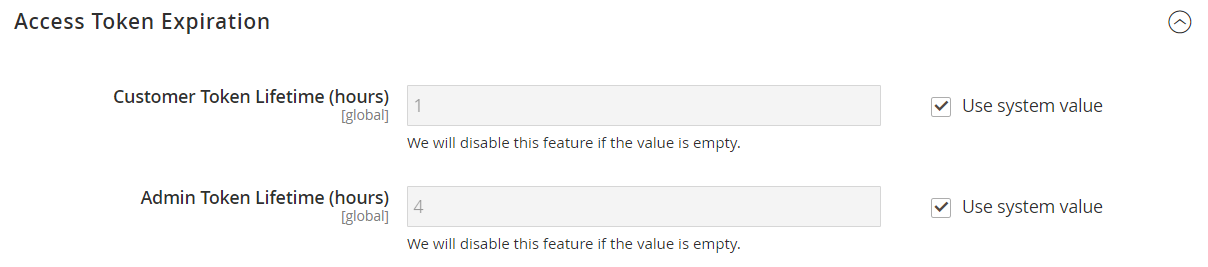 Access Token Expiration
Customer Token Lifetime (hours)
[global]
1
Use system value
We will disable this feature if the value is empty.
Admin Token Lifetime (hours)
[global]
4
Use system value
We will disable this feature if the value is empty.